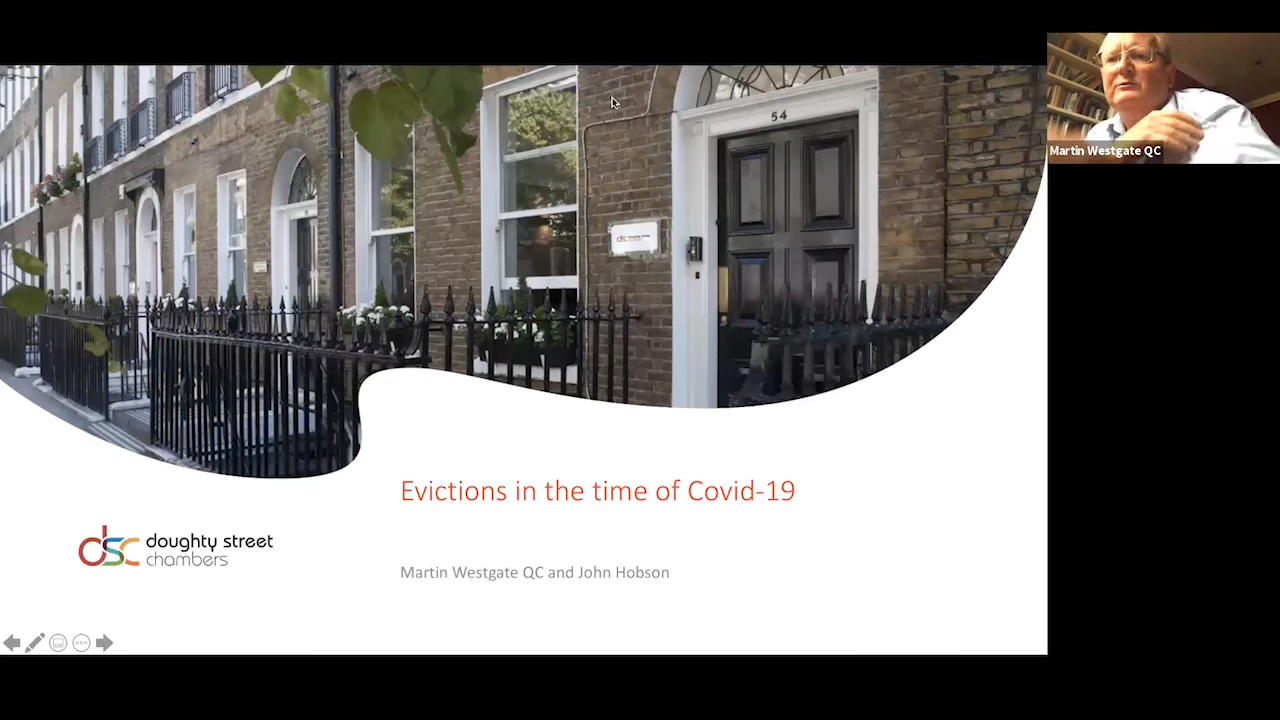 54
Martin Westgate QC
Evictions in the time of Covid-19
dsc doughty street
chambers
Martin Westgate QC and John Hobson